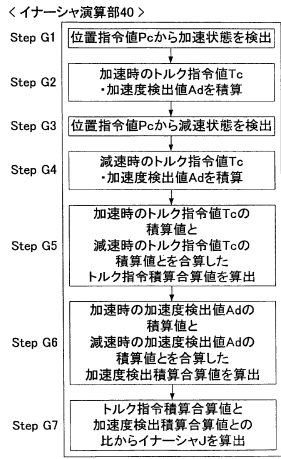 < イナーシャ演算部40 >
Step G1
位置指令値Pcから加速状態を検出
Step G2
加速時のトルク指令値Tc
・加速度検出値Adを積算
Step G3
位置指令値Pcから減速状態を検出
Step G4
減速時のトルク指令値Tc
・加速度検出値Adを積算
Step G5
加速時のトルク指令値Tcの
積算値と
減速時のトルク指令値Tcの
積算値とを合算した
トルク指令積算合算値を算出
Step G6
加速時の加速度検出値Adの
積算値と
減速時の加速度検出値Adの
積算値とを合算した
加速度検出積算合算値を算出
Step G7
トルク指令積算合算値と
加速度検出積算合算値との
比からイナーシャJを算出